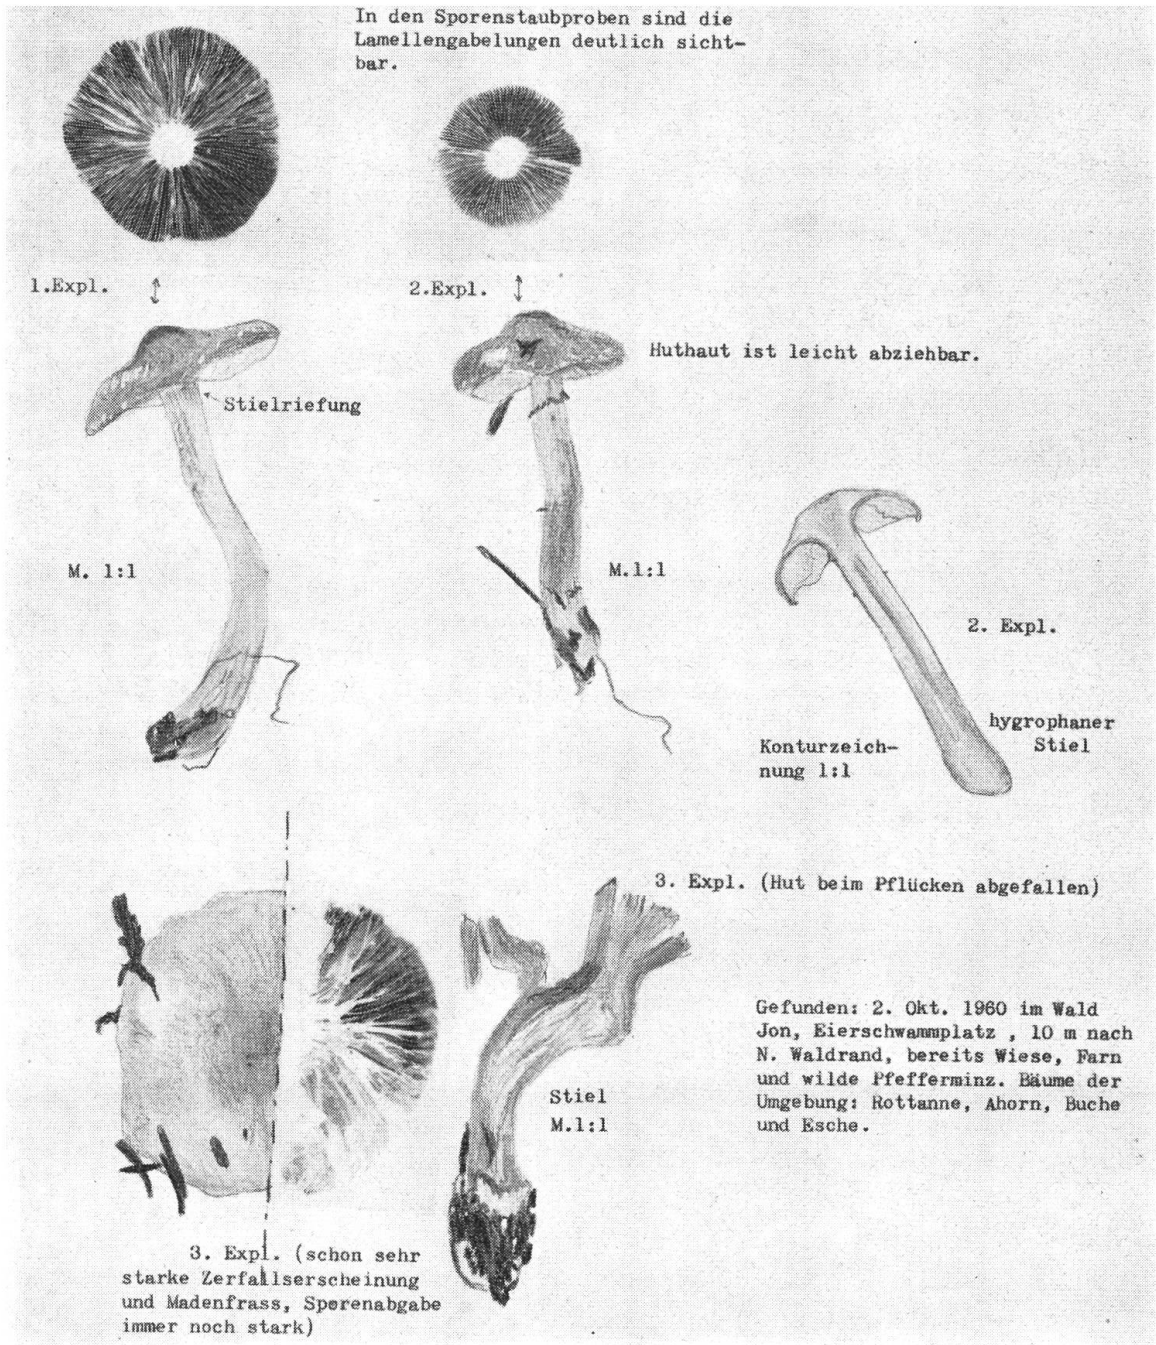 In den Sporenstaubproben sind die
Lamellengabelungen deutlich sicht-
bar.
1.Expl.
2.Expl.
Huthaut ist leicht abziehbar.
Stielriefung
M. 1:1
M.1:1
2. Expl.
hygrophaner
Stiel
Konturzeich-
nung 1:1
3. Expl. (Hut beim Pflücken abgefallen)
Gefunden: 2. Okt. 1960 im Wald
Jon, Eierschwammplatz , 10 m nach
N. Waldrand, bereits Wiese, Farn
und wilde Pfefferminz. Bäume der
Umgebung: Rottanne, Ahorn, Buche
und Esche.
Stiel
M.1:1
3. Expl. (schon sehr
starke Zerfallserscheinung
und Madenfrass, Sporenabgabe
immer noch stark)